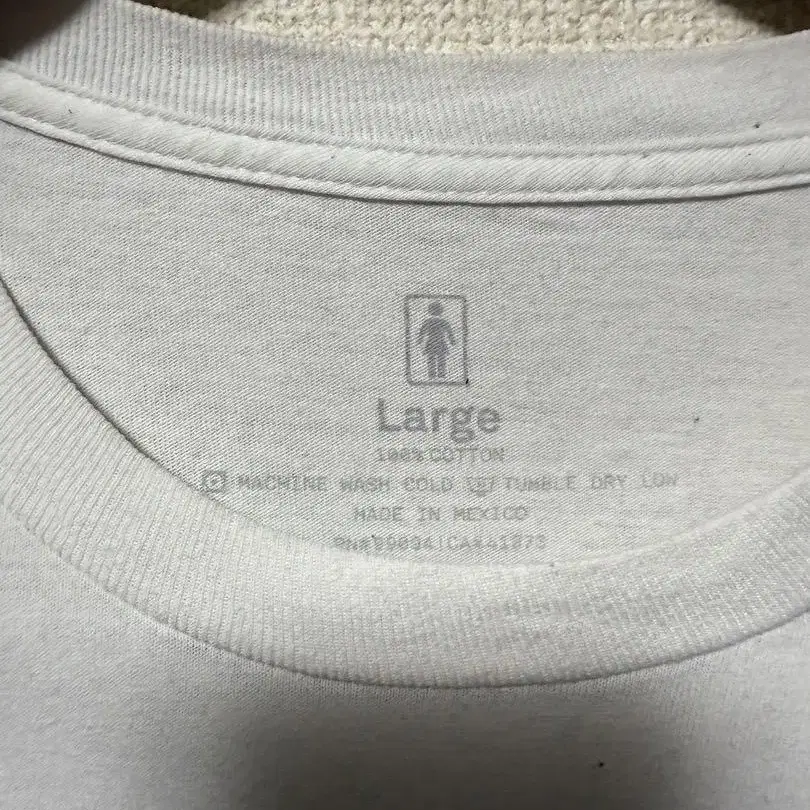 Large
100% COTTON
MACHINE WASH COLD TUMBLE DRY LOW
MADE IN MEXICO